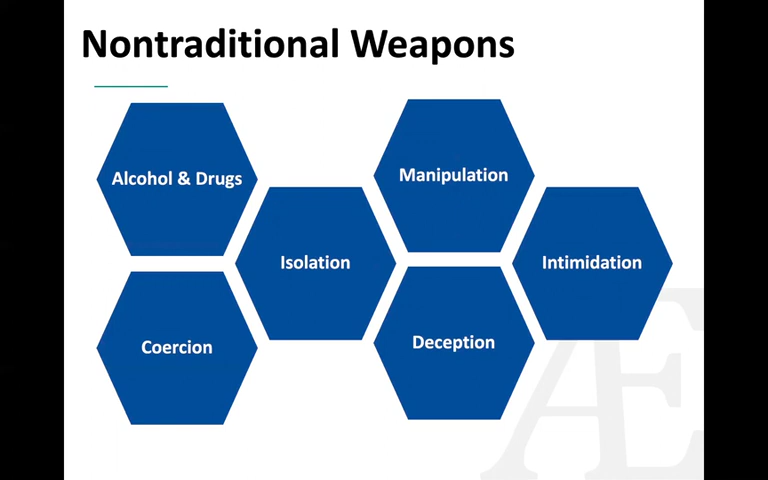 Nontraditional Weapons
Alcohol & Drugs
Manipulation
Isolation
Intimidation
Coercion
Deception
Æ